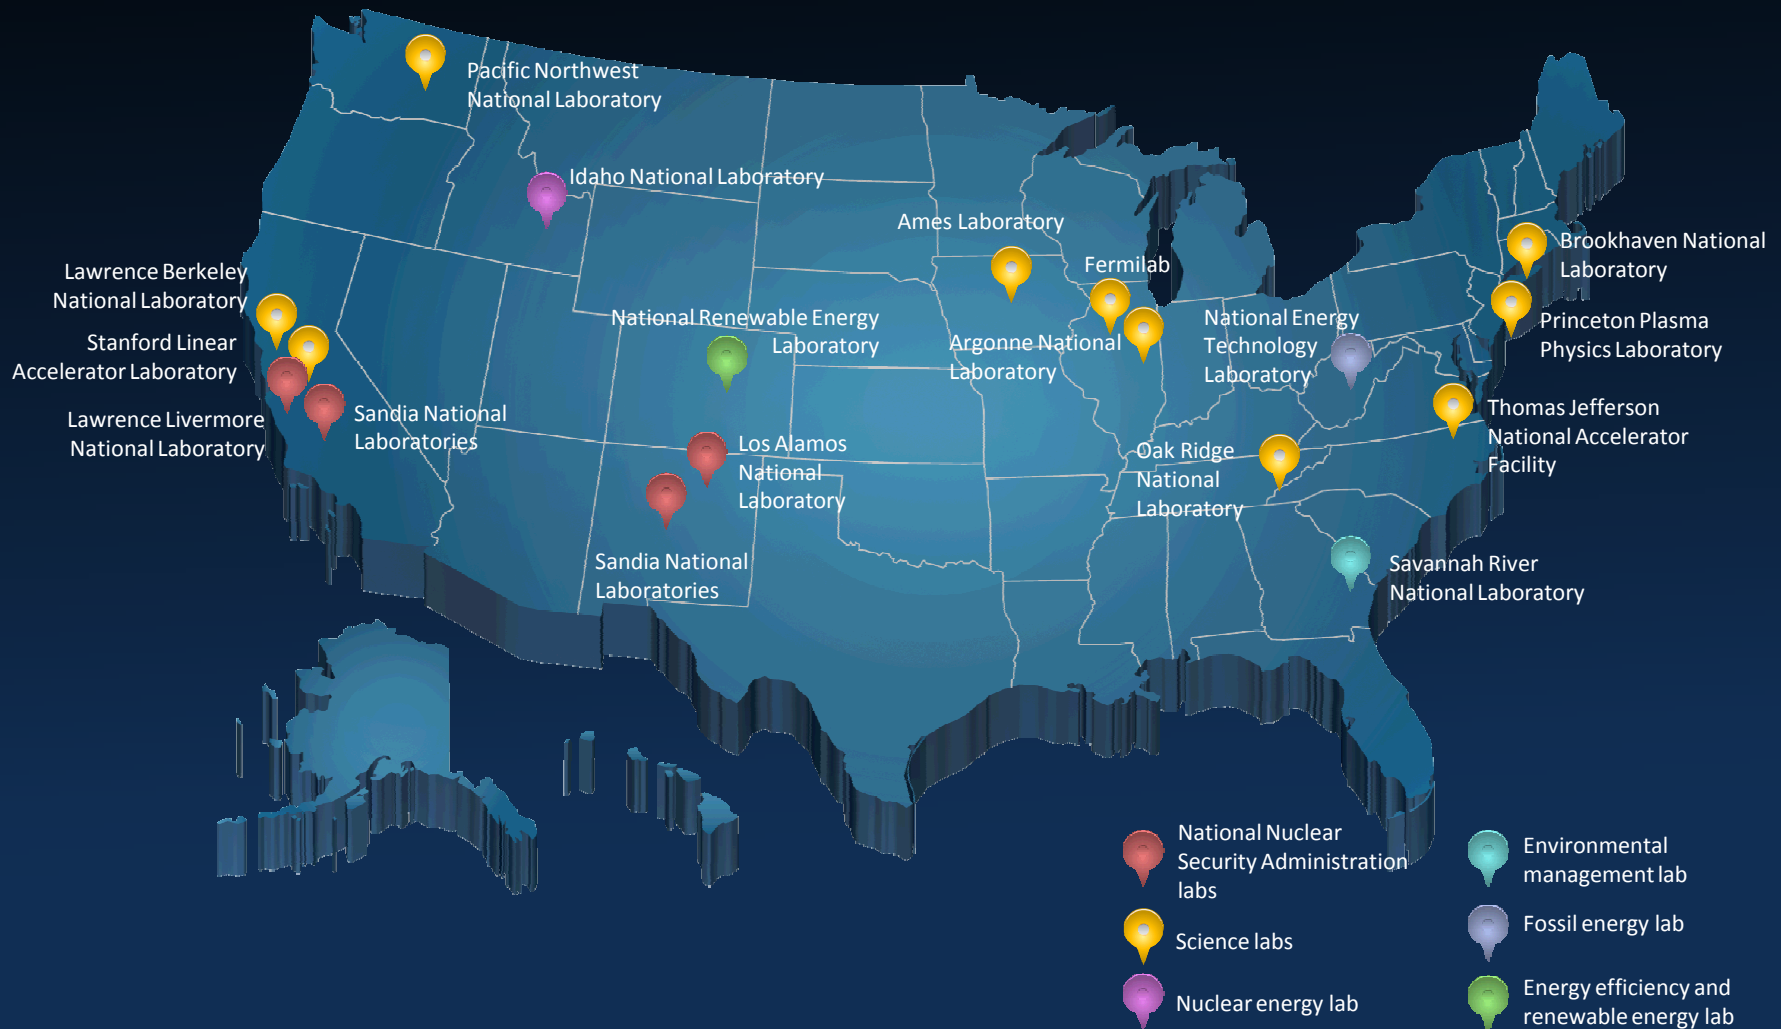 Pacific Northwest
National Laboratory
Idaho National Laboratory
Ames Laboratory
Fermilab
Brookhaven National
Laboratory
Lawrence Berkeley
National Laboratory
National Renewable Energy
Laboratory
National Energy
Technology
Laboratory
Princeton Plasma
Physics Laboratory
Stanford Linear
Accelerator Laboratory
Argonne National
Laboratory
Lawrence Livermore
National Laboratory
Sandia National
Laboratories
Thomas Jefferson
National Accelerator
Facility
Los Alamos
National
Laboratory
Oak Ridge
National
Laboratory
Sandia National
Laboratories
Savannah River
National Laboratory
National Nuclear
Security Administration
labs
Science labs
Nuclear energy lab
Environmental
management lab
Fossil energy lab
Energy efficiency and
renewable energy lab